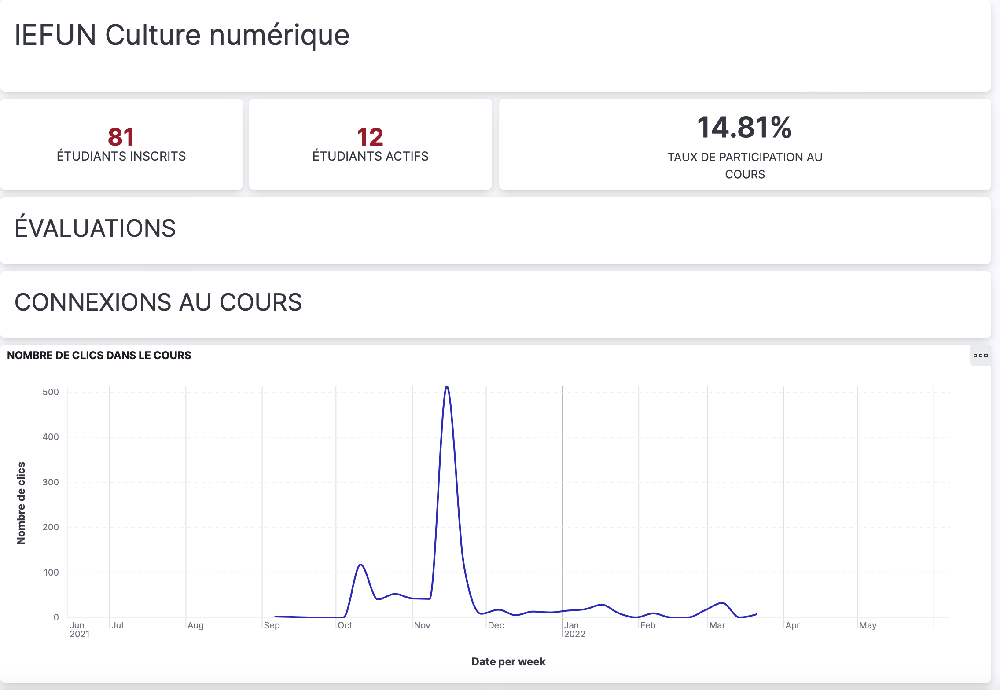 IEFUN Culture numérique
81
ÉTUDIANTS INSCRITS
12
ÉTUDIANTS ACTIFS
14.81%
TAUX DE PARTICIPATION AU
COURS
ÉVALUATIONS
CONNEXIONS AU COURS
NOMBRE DE CLICS DANS LE COURS
Nombre de clics
500
400
300
200
100
0
Jun Jul Aug Sep Oct Nov Dec Jan Feb Mar Apr May
2021 2022
Date per week